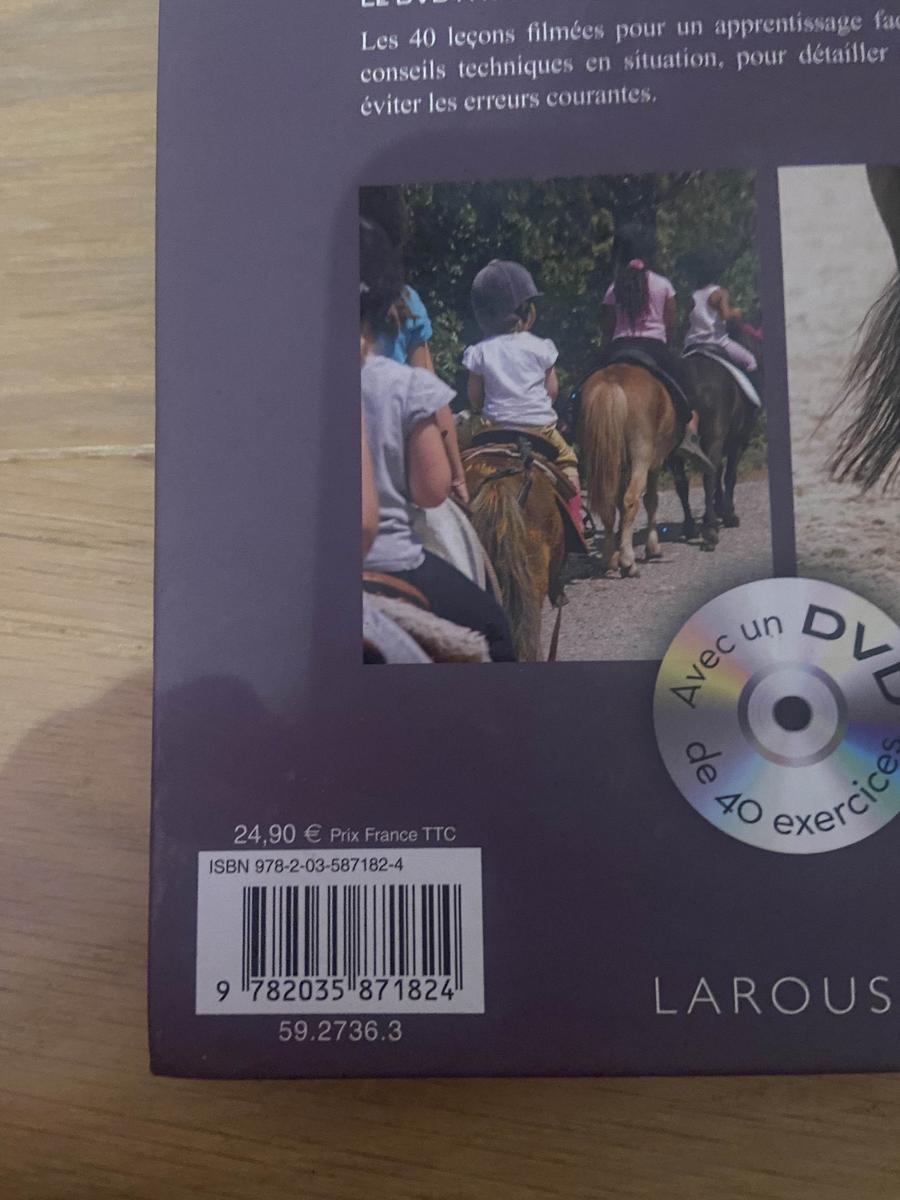 LE DVD
Les 40 leçons filmées pour un apprentissage
conseils techniques en situation, pour détailler
éviter les erreurs courantes.
Avec un DVD
de 40 exercices
24,90 € Prix France TTC
ISBN 978-2-03-587182-4
9 782035 871824
59.2736.3
LAROUS